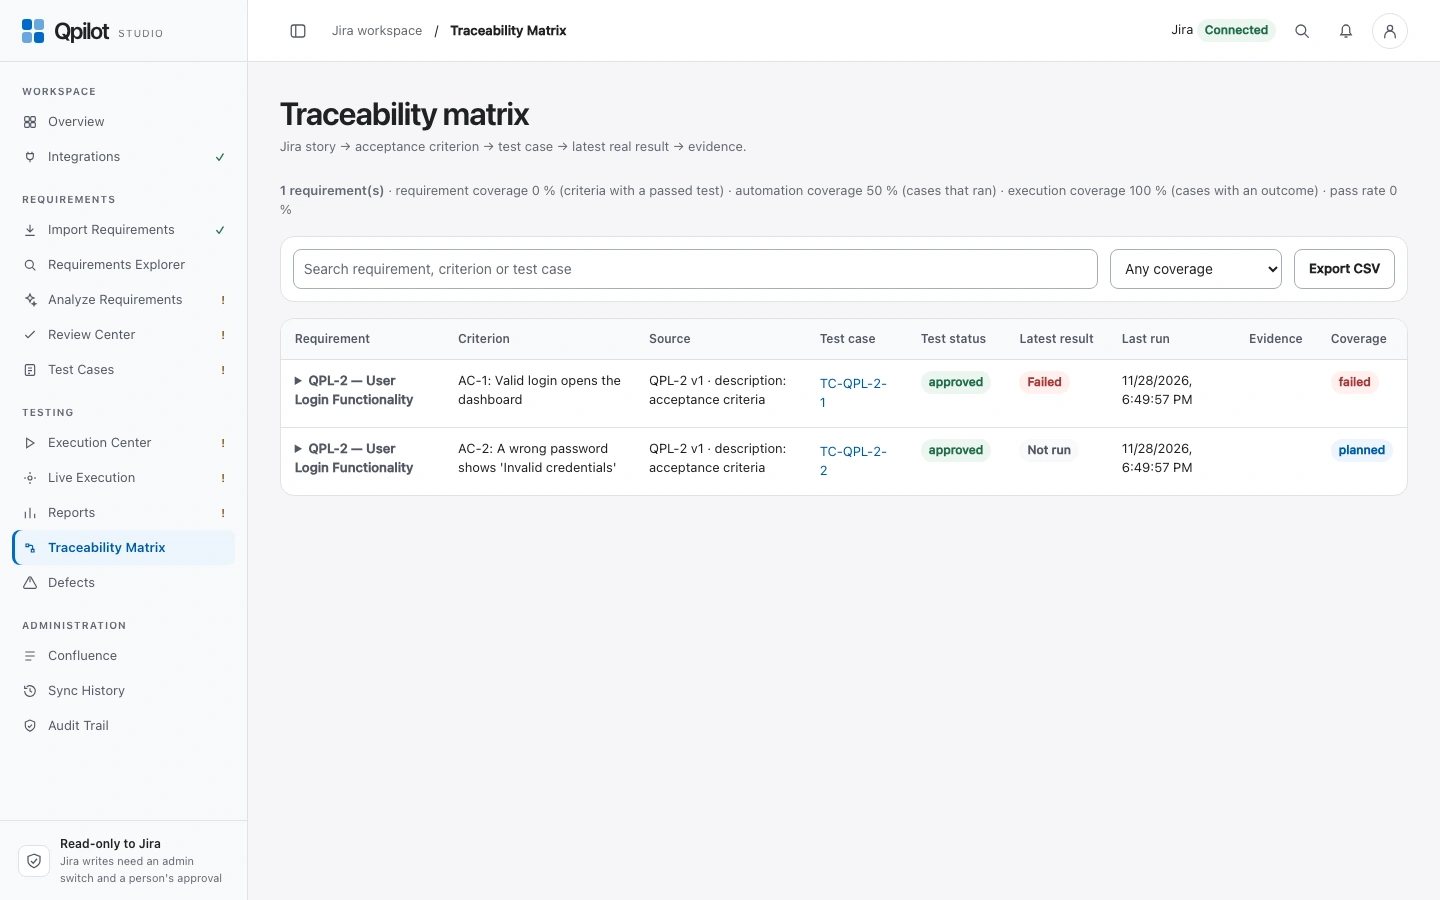 Qpilot STUDIO
Jira workspace / Traceability Matrix
Jira Connected
WORKSPACE
Overview
Integrations ✓
REQUIREMENTS
Import Requirements ✓
Requirements Explorer
Analyze Requirements !
Review Center !
Test Cases !
TESTING
Execution Center !
Live Execution !
Reports !
Traceability Matrix
Defects
ADMINISTRATION
Confluence
Sync History
Audit Trail
Read-only to Jira
Jira writes need an admin
switch and a person's approval
Traceability matrix
Jira story → acceptance criterion → test case → latest real result → evidence.
1 requirement(s) · requirement coverage 0 % (criteria with a passed test) · automation coverage 50 % (cases that ran) · execution coverage 100 % (cases with an outcome) · pass rate 0
%
Search requirement, criterion or test case
Any coverage
Export CSV
Requirement Criterion Source Test case Test status Latest result Last run Evidence Coverage
▶ QPL-2 — User AC-1: Valid login opens the QPL-2 v1 · description: TC-QPL-2- approved Failed 11/28/2026, failed
Login Functionality dashboard acceptance criteria 1 6:49:57 PM
▶ QPL-2 — User AC-2: A wrong password QPL-2 v1 · description: TC-QPL-2- approved Not run 11/28/2026, planned
Login Functionality shows 'Invalid credentials' acceptance criteria 2 6:49:57 PM